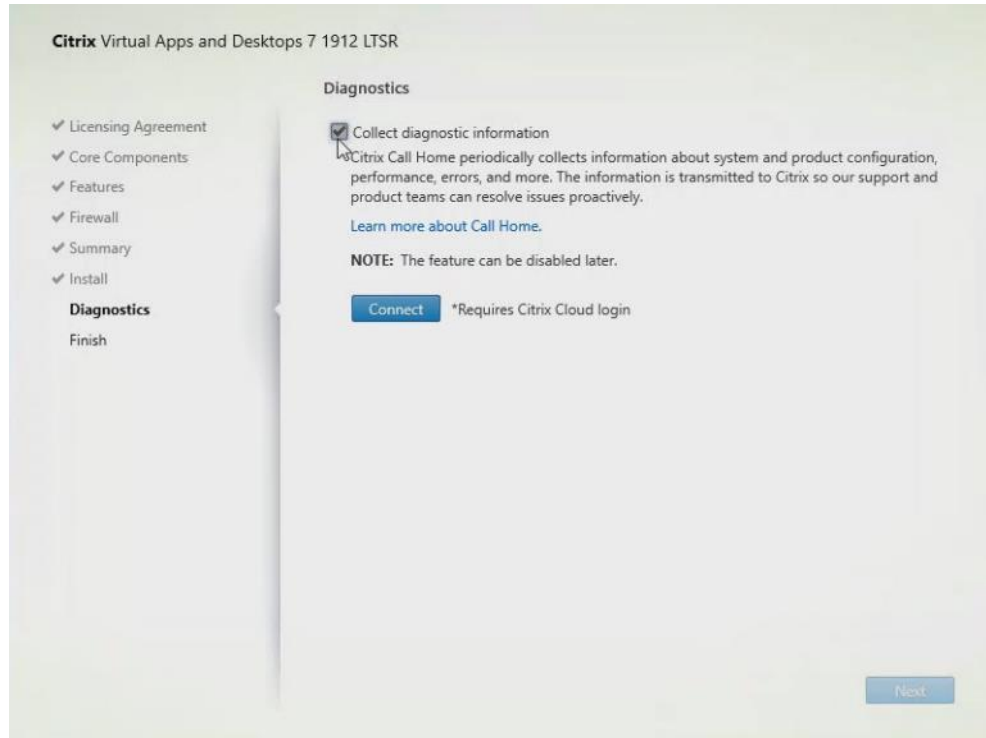 Citrix Virtual Apps and Desktops 7 1912 LTSR
Diagnostics
Licensing Agreement
Core Components
Features
Firewall
Summary
Install
Diagnostics
Finish
Collect diagnostic information
Citrix Call Home periodically collects information about system and product configuration,
performance, errors, and more. The information is transmitted to Citrix so our support and
product teams can resolve issues proactively.
Learn more about Call Home.
NOTE: The feature can be disabled later.
Connect *Requires Citrix Cloud login
Next